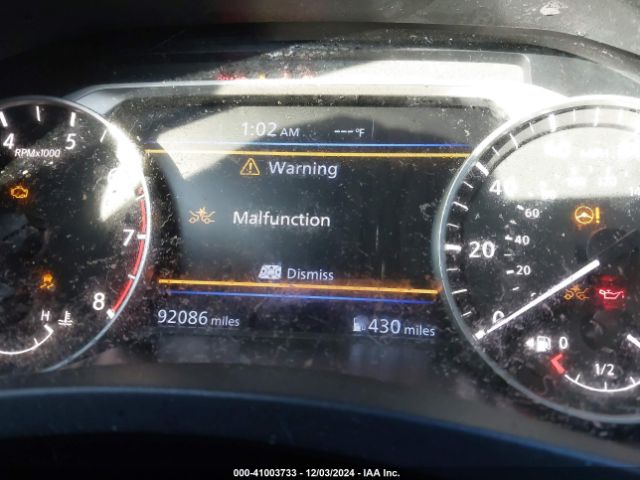 1:02 AM ---°F
4 5
RPMx1000
Warning
6
40
60
Malfunction
7
20
40
20
Dismiss
8
0
H
92086 miles
430 miles
0
1/2
000-41003733 - 12/03/2024 - IAA Inc.